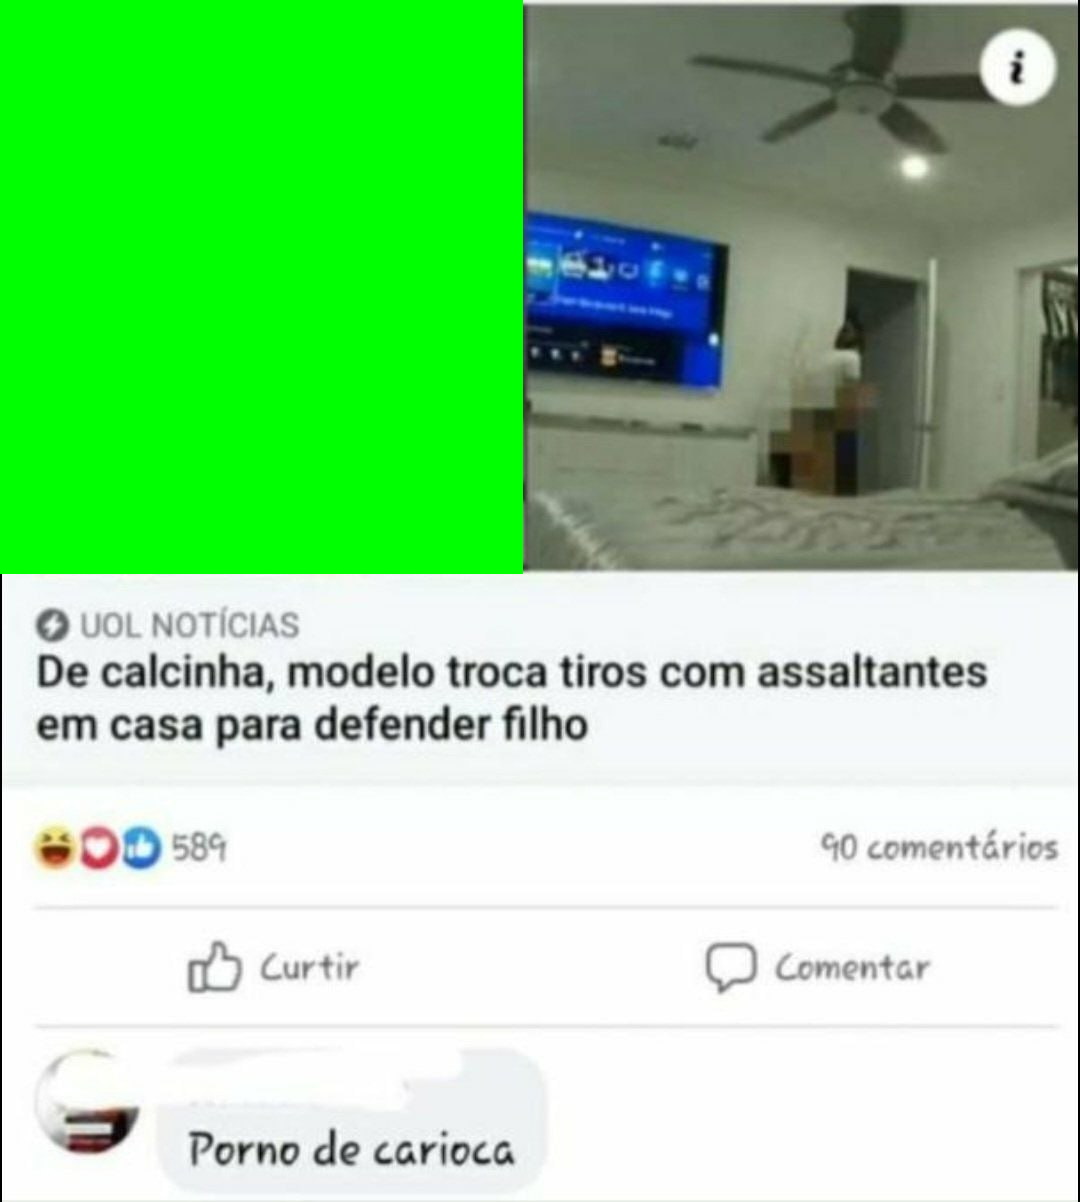 i
UOL NOTÍCIAS
De calcinha, modelo troca tiros com assaltantes
em casa para defender filho
589
90 comentários
Curtir
Comentar
Porno de carioca